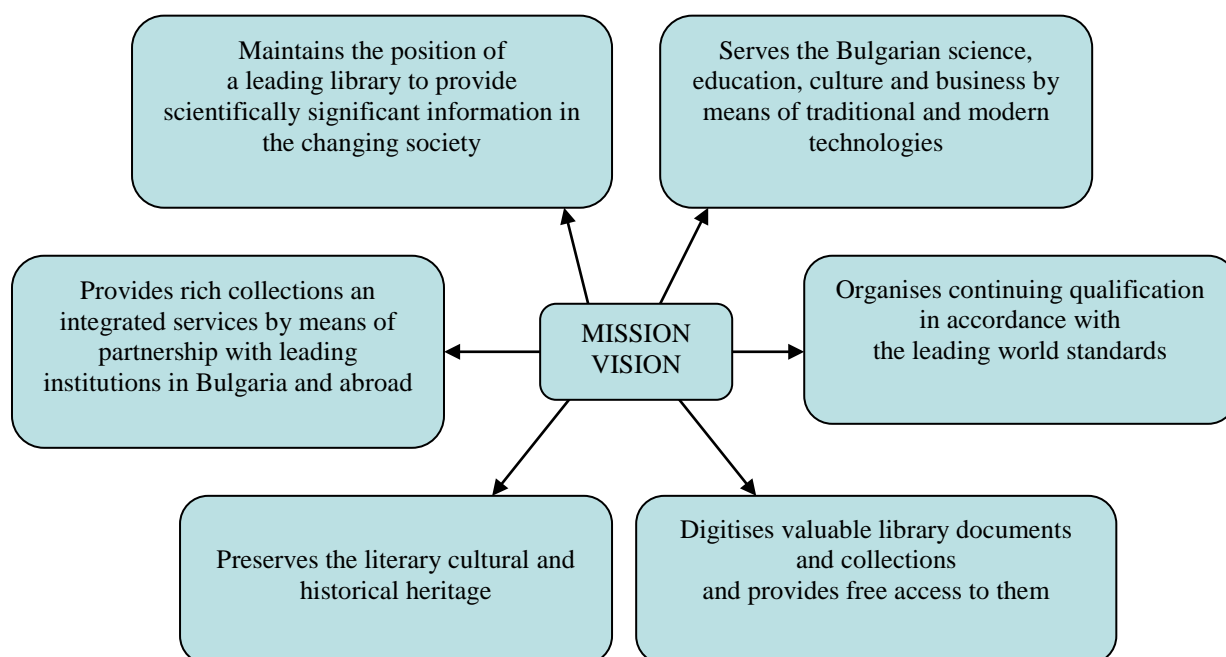 Maintains the position of
a leading library to provide
scientifically significant information in
the changing society
Serves the Bulgarian science,
education, culture and business by
means of traditional and modern
technologies
Provides rich collections an
integrated services by means of
partnership with leading
institutions in Bulgaria and abroad
MISSION
VISION
Organises continuing qualification
in accordance with
the leading world standards
Preserves the literary cultural and
historical heritage
Digitises valuable library documents
and collections
and provides free access to them